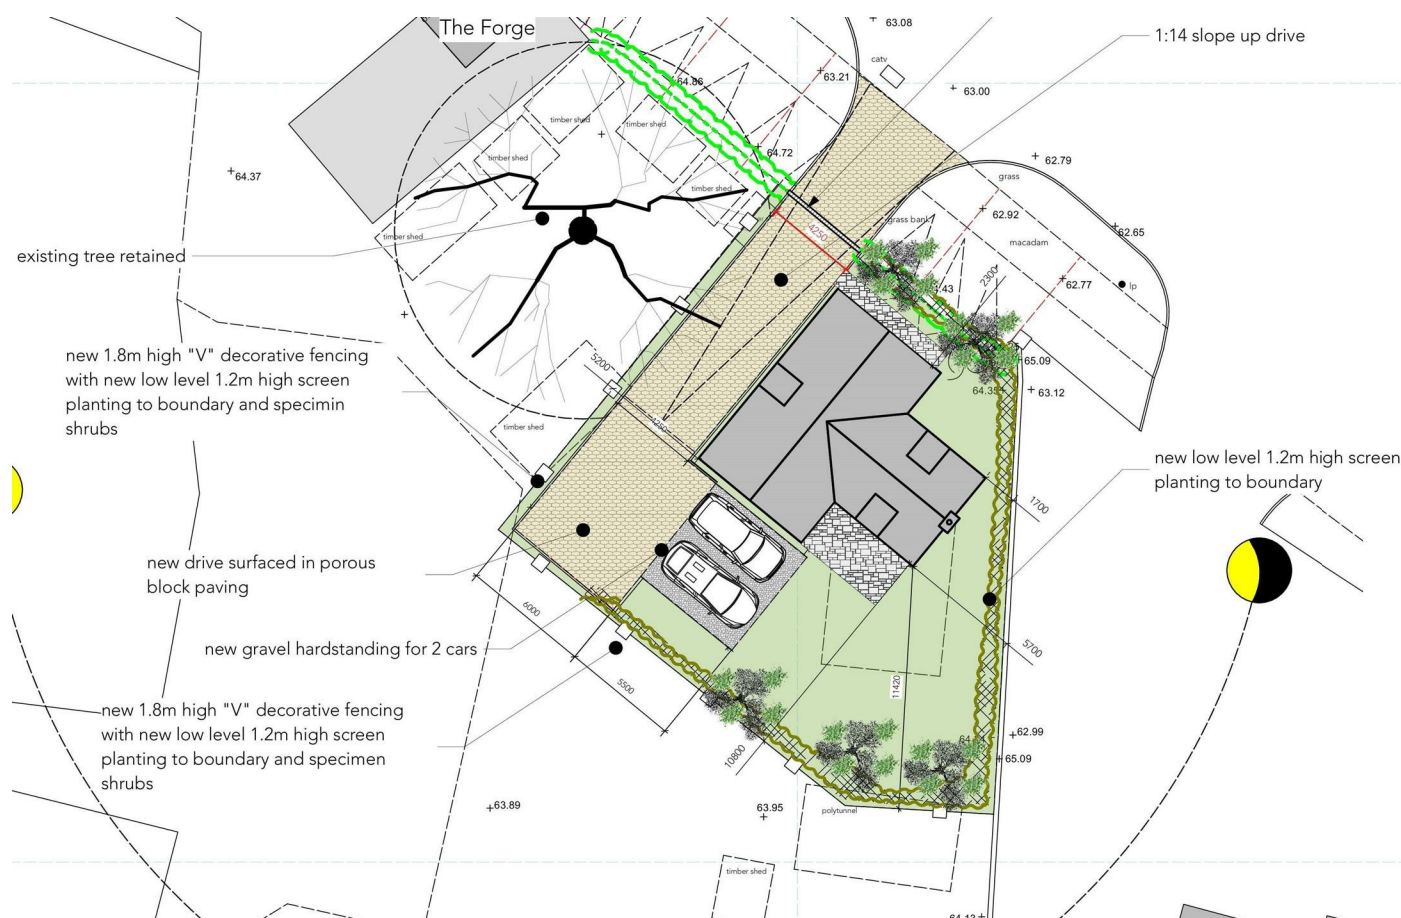 The Forge
63.08
1:14 slope up drive
catv
63.21
64.86
63.00
timber shed
timber shed
64.72
62.79
timber shed
64.37
grass
timber shed
62.92
grass bank
62.65
timber shed
4250
macadam
existing tree retained
2300
62.77
lp
new 1.8m high "V" decorative fencing
with new low level 1.2m high screen
planting to boundary and specimin
shrubs
5200
65.09
64.35
63.12
timber shed
4250
new low level 1.2m high screen
planting to boundary
1700
new drive surfaced in porous
block paving
6000
new gravel hardstanding for 2 cars
5700
5500
11420
new 1.8m high "V" decorative fencing
with new low level 1.2m high screen
planting to boundary and specimen
shrubs
62.99
10800
65.09
63.89
63.95
polytunnel
timber shed